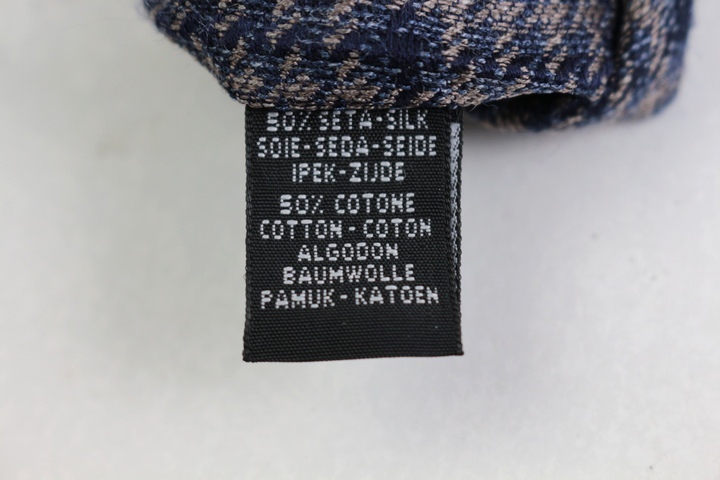 50% SETA-SILK
SOIE-SEDA-SEIDE
IPEK-ZIJDE
50% COTONE
COTTON-COTON
ALGODON
BAUMWOLLE
PAMUK-KATOEN